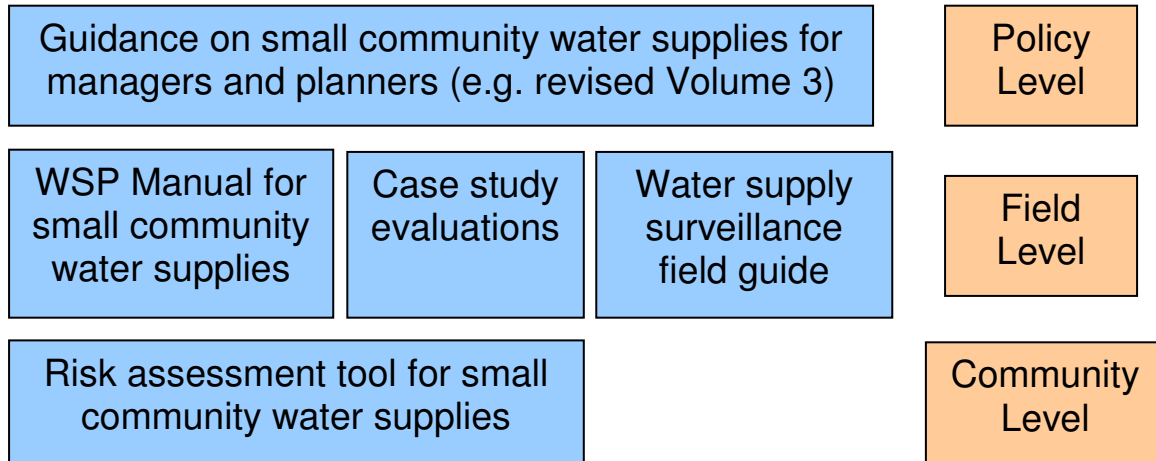 Guidance on small community water supplies for
managers and planners (e.g. revised Volume 3)
Policy
Level
WSP Manual for
small community
water supplies
Case study
evaluations
Water supply
surveillance
field guide
Field
Level
Risk assessment tool for small
community water supplies
Community
Level